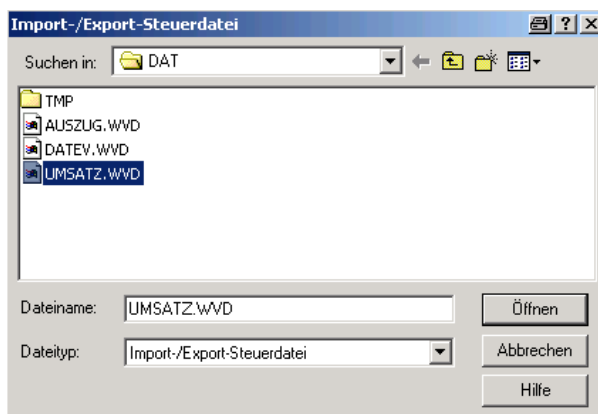 Import-/Export-Steuerdatei
Suchen in: DAT
TMP
AUSZUG.WVD
DATEV.WVD
UMSATZ.WVD
Dateiname: UMSATZ.WVD Öffnen
Dateityp: Import-/Export-Steuerdatei Abbrechen
Hilfe